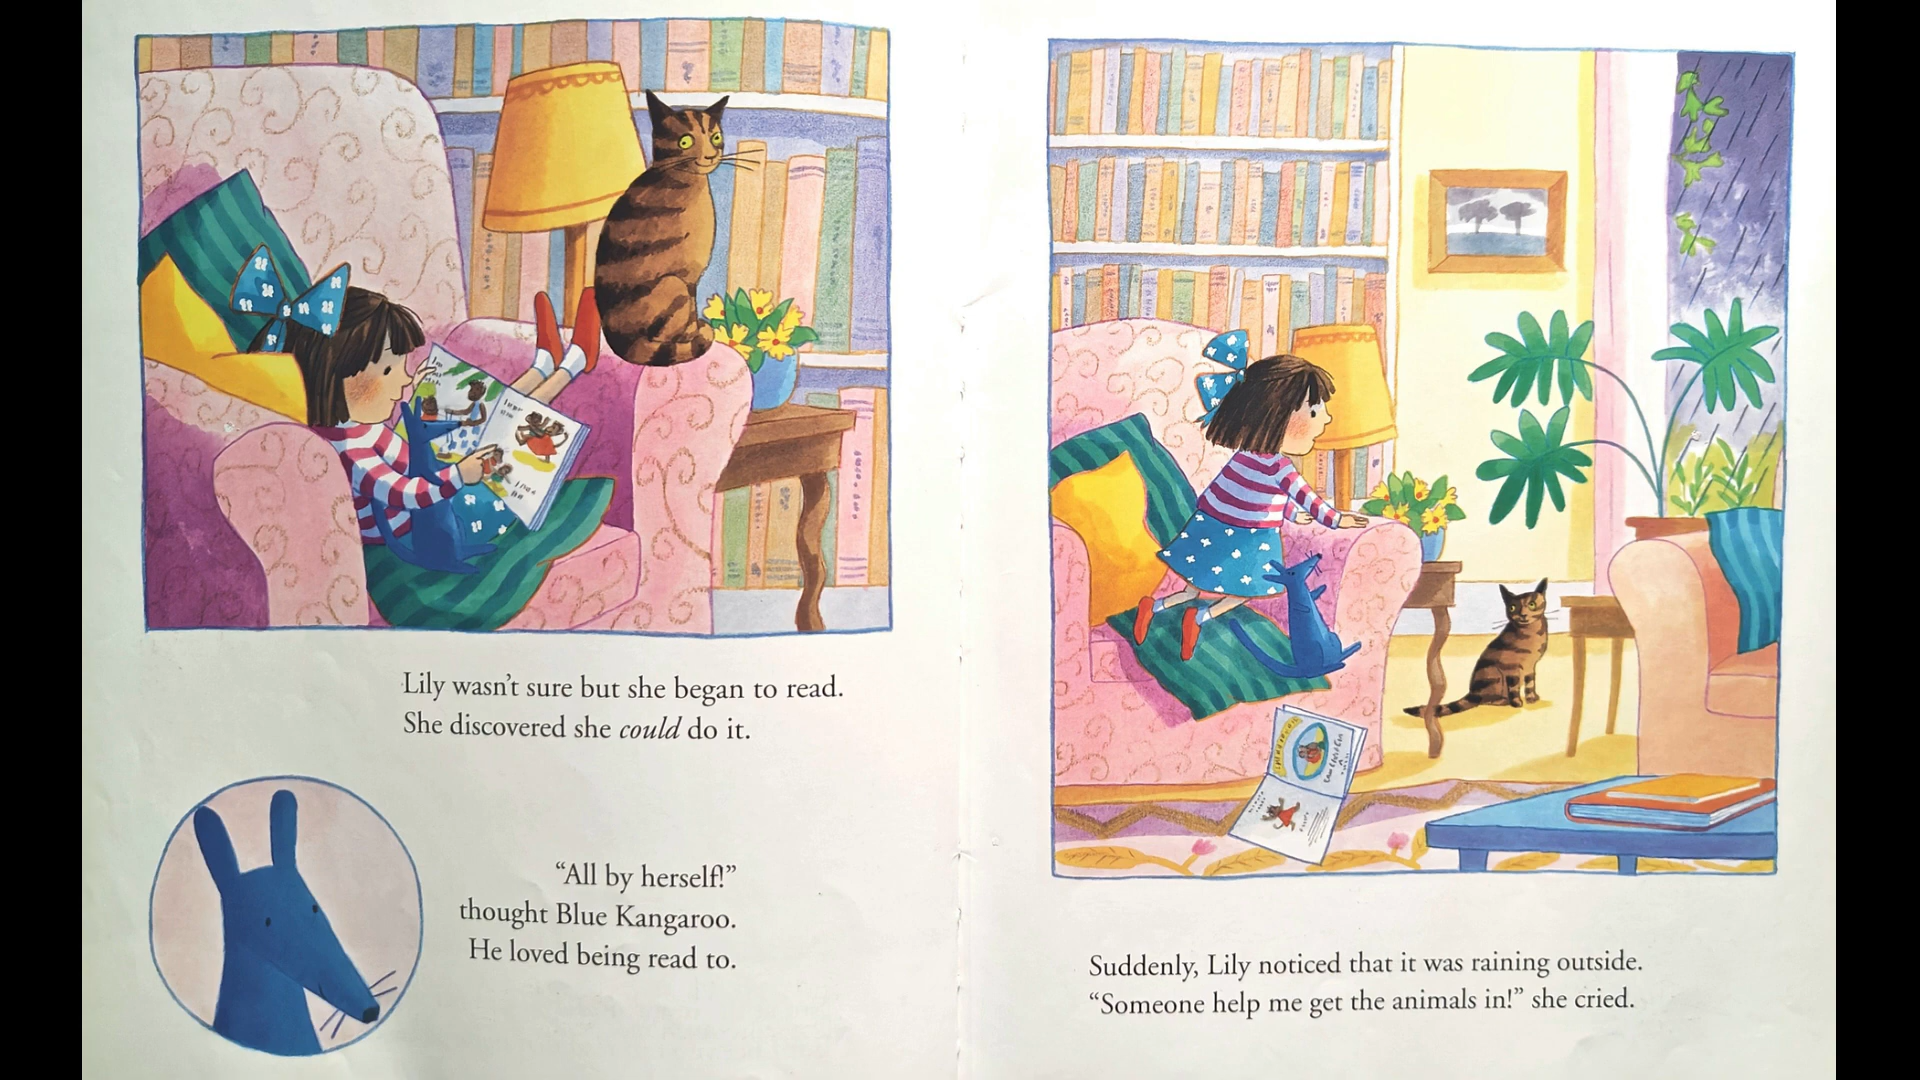 Lily wasn't sure but she began to read.
She discovered she could do it.
“All by herself!”
thought Blue Kangaroo.
He loved being read to.
Suddenly, Lily noticed that it was raining outside.
“Someone help me get the animals in!” she cried.